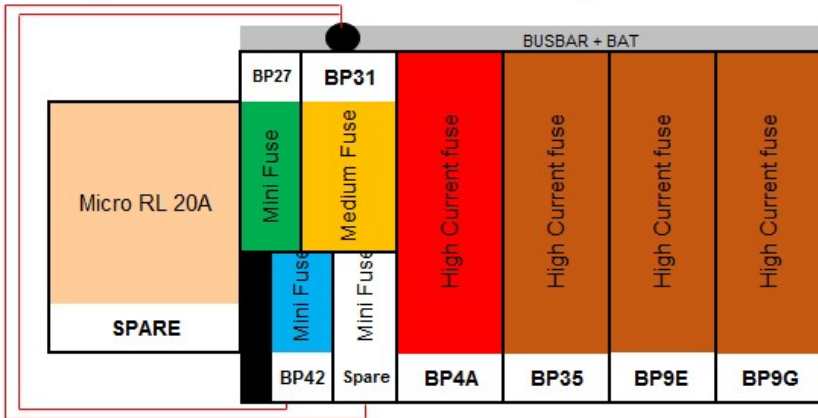 BUSBAR + BAT
BP27
BP31
Mini Fuse
Medium Fuse
High Current fuse
High Current fuse
High Current fuse
High Current fuse
Micro RL 20A
Mini Fuse
Mini Fuse
SPARE
BP42
Spare
BP4A
BP35
BP9E
BP9G